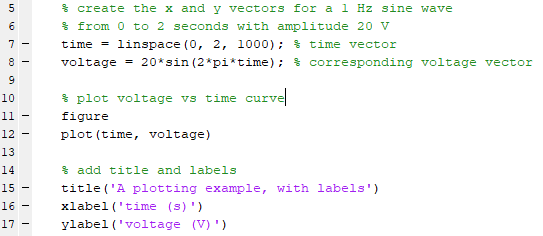 5 % create the x and y vectors for a 1 Hz sine wave
6 % from 0 to 2 seconds with amplitude 20 V
7 - time = linspace(0, 2, 1000); % time vector
8 - voltage = 20*sin(2*pi*time); % corresponding voltage vector
9
10 % plot voltage vs time curve
11 - figure
12 - plot(time, voltage)
13
14 % add title and labels
15 - title('A plotting example, with labels')
16 - xlabel('time (s)')
17 - ylabel('voltage (V)')